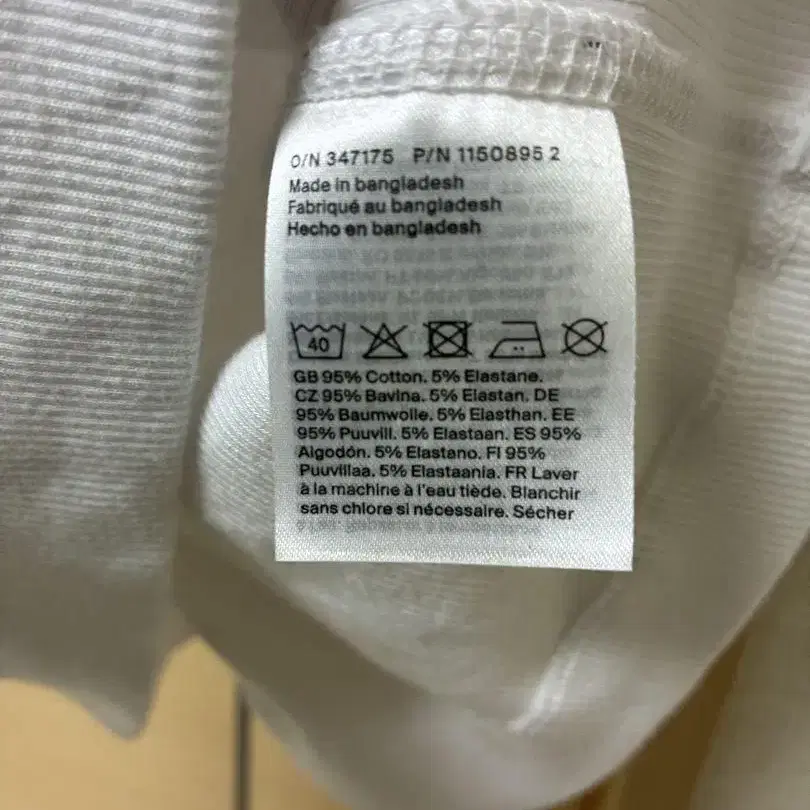 O/N 347175 P/N 1150895 2
Made in bangladesh
Fabriqué au bangladesh
Hecho en bangladesh
40
GB 95% Cotton. 5% Elastane.
CZ 95% Bavlna. 5% Elastan. DE
95% Baumwolle. 5% Elasthan. EE
95% Puuvill. 5% Elastaan. ES 95%
Algodón. 5% Elastano. FI 95%
Puuvillaa. 5% Elastaania. FR Laver
à la machine à l'eau tiède. Blanchir
sans chlore si nécessaire. Sécher